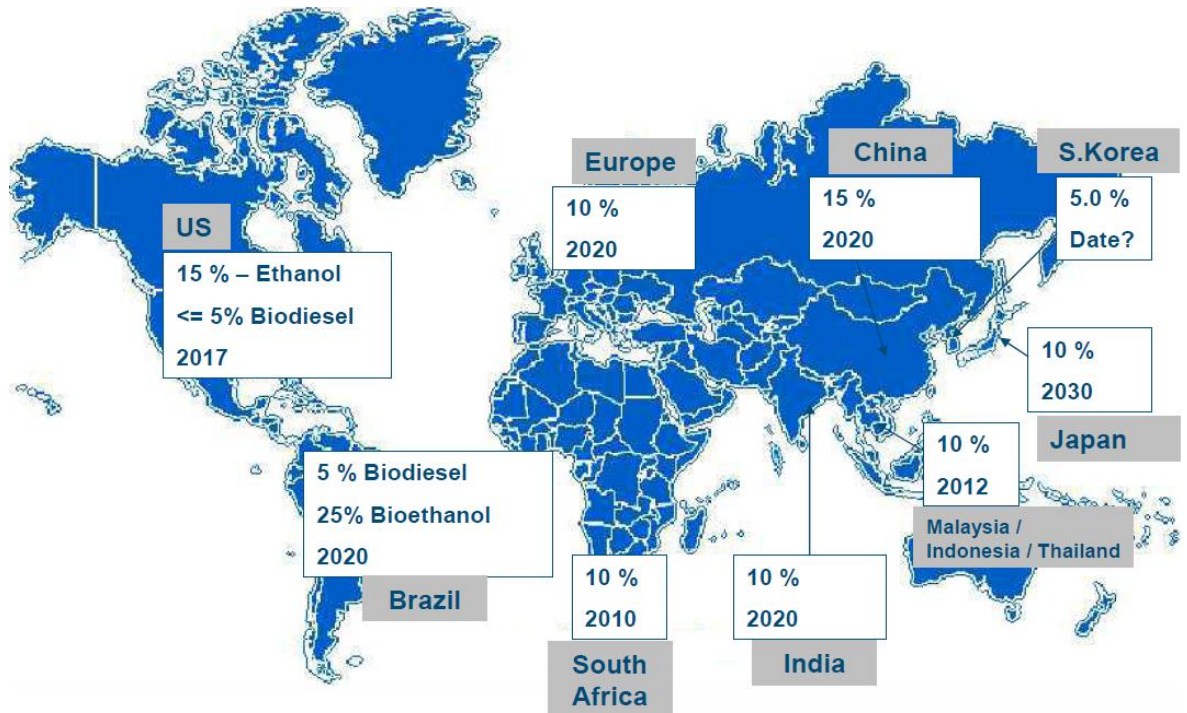 US
15 % – Ethanol
<= 5% Biodiesel
2017
Europe
10 %
2020
China
15 %
2020
S.Korea
5.0 %
Date?
10 %
2030
Japan
10 %
2012
Malaysia /
Indonesia / Thailand
5 % Biodiesel
25% Bioethanol
2020
Brazil
10 %
2010
South
Africa
10 %
2020
India